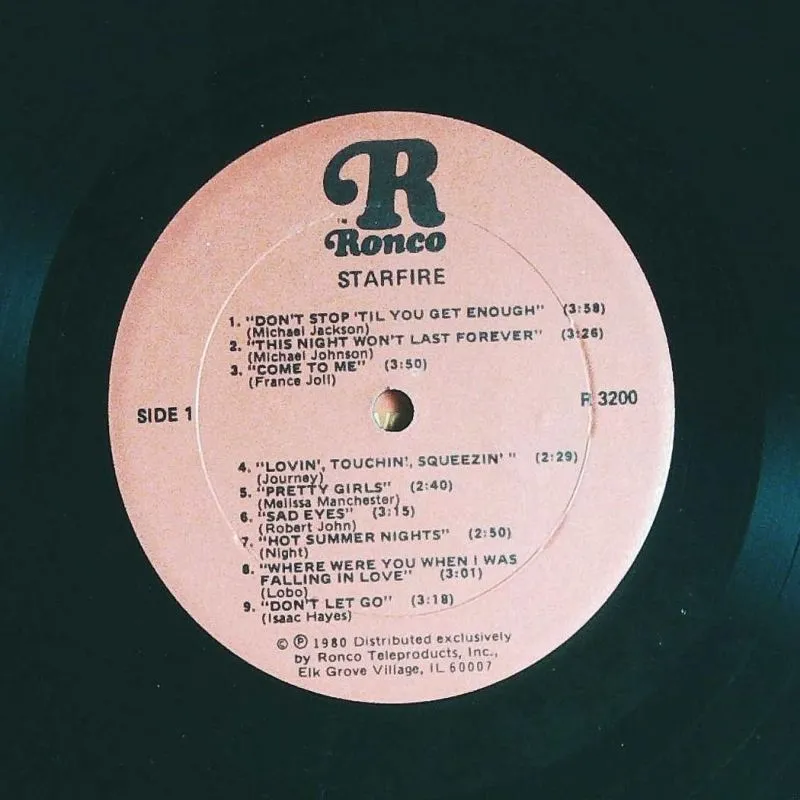 R
™
Ronco
STARFIRE
1. "DON'T STOP 'TIL YOU GET ENOUGH" (3:58)
(Michael Jackson)
2. "THIS NIGHT WON'T LAST FOREVER" (3:26)
(Michael Johnson)
3. "COME TO ME" (3:50)
(France Joli)
SIDE 1
R 3200
4. "LOVIN', TOUCHIN', SQUEEZIN' " (2:29)
(Journey)
5. "PRETTY GIRLS" (2:40)
(Melissa Manchester)
6. "SAD EYES" (3:15)
(Robert John)
7. "HOT SUMMER NIGHTS" (2:50)
(Night)
8. "WHERE WERE YOU WHEN I WAS
FALLING IN LOVE" (3:01)
(Lobo)
9. "DON'T LET GO" (3:18)
(Isaac Hayes)
© ℗ 1980 Distributed exclusively
by Ronco Teleproducts, Inc.,
Elk Grove Village, IL 60007